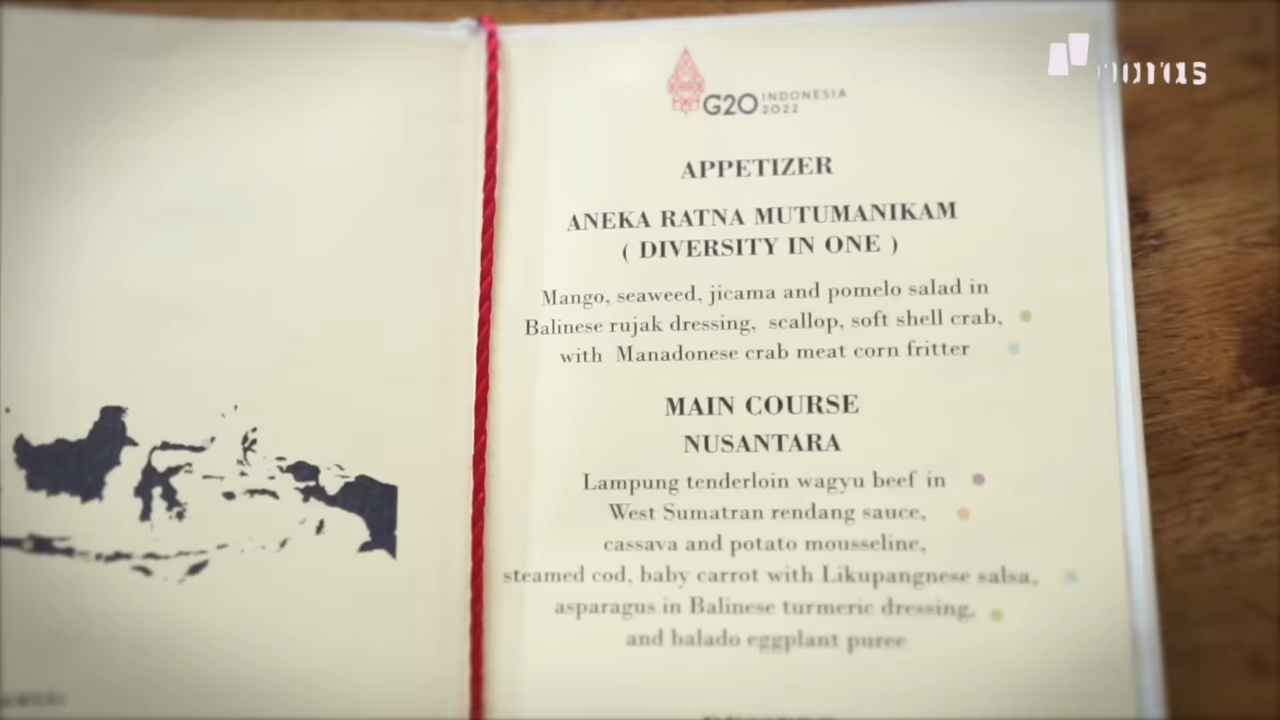 G20 INDONESIA
2022
APPETIZER
ANEKA RATNA MUTUMANIKAM
( DIVERSITY IN ONE )
Mango, seaweed, jicama and pomelo salad in
Balinese rujak dressing, scallop, soft shell crab,
with Manadonese crab meat corn fritter
MAIN COURSE
NUSANTARA
Lampung tenderloin wagyu beef in
West Sumatran rendang sauce,
cassava and potato mousseline,
steamed cod, baby carrot with Likupangnese salsa,
asparagus in Balinese turmeric dressing,
and balado eggplant puree